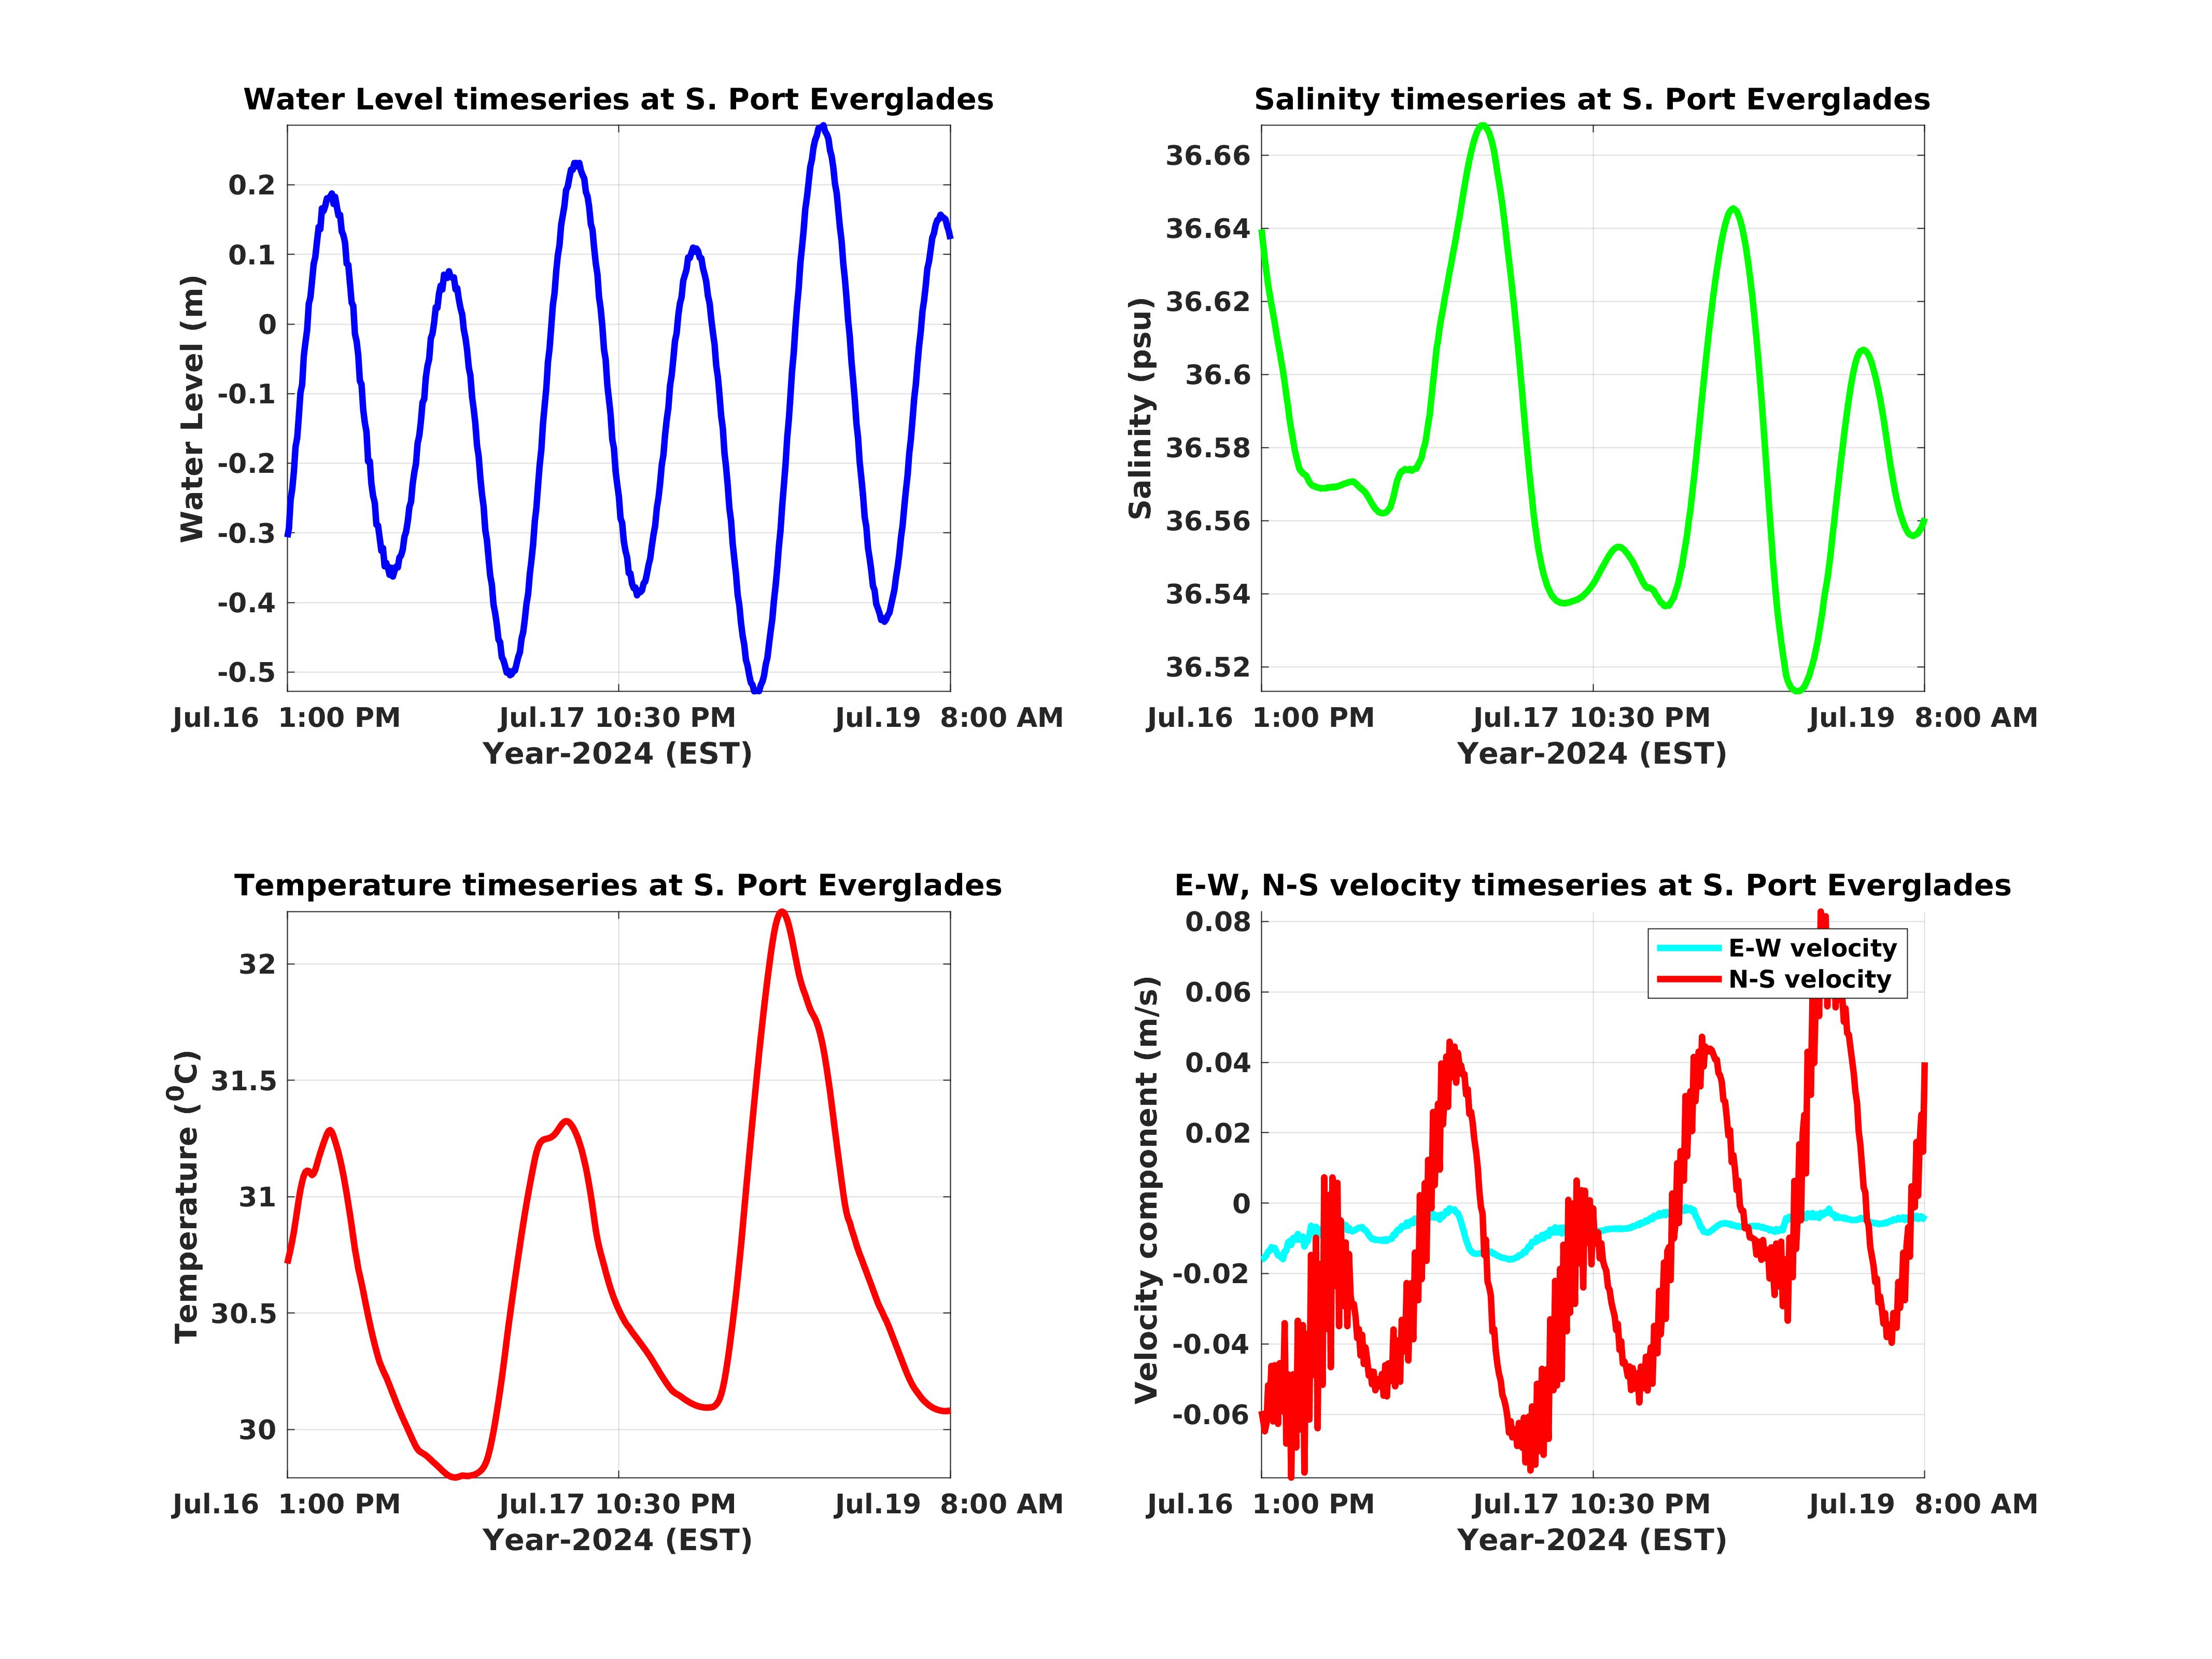 Water Level timeseries at S. Port Everglades
Water Level (m)
0.2
0.1
0
-0.1
-0.2
-0.3
-0.4
-0.5
Jul.16  1:00 PM
Jul.17 10:30 PM
Jul.19  8:00 AM
Year-2024 (EST)
Salinity timeseries at S. Port Everglades
Salinity (psu)
36.66
36.64
36.62
36.6
36.58
36.56
36.54
36.52
Jul.16  1:00 PM
Jul.17 10:30 PM
Jul.19  8:00 AM
Year-2024 (EST)
Temperature timeseries at S. Port Everglades
Temperature (⁰C)
32
31.5
31
30.5
30
Jul.16  1:00 PM
Jul.17 10:30 PM
Jul.19  8:00 AM
Year-2024 (EST)
E-W, N-S velocity timeseries at S. Port Everglades
Velocity component (m/s)
0.08
0.06
0.04
0.02
0
-0.02
-0.04
-0.06
E-W velocity
N-S velocity
Jul.16  1:00 PM
Jul.17 10:30 PM
Jul.19  8:00 AM
Year-2024 (EST)